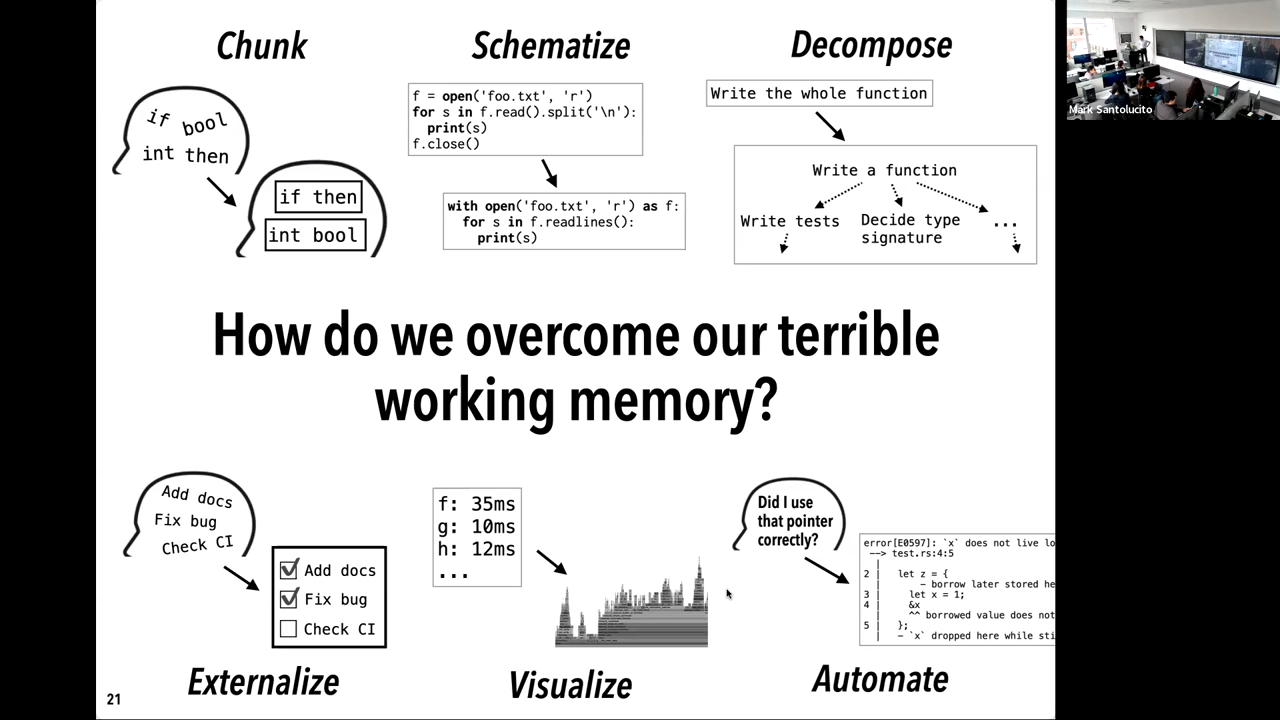 Chunk
if bool
int then
if then
int bool
Schematize
f = open('foo.txt', 'r')
for s in f.read().split('\n'):
  print(s)
f.close()
with open('foo.txt', 'r') as f:
  for s in f.readlines():
    print(s)
Decompose
Write the whole function
Write a function
Write tests
Decide type
signature
...
Mark Santolucito
How do we overcome our terrible
working memory?
Add docs
Fix bug
Check CI
Add docs
Fix bug
Check CI
Externalize
f: 35ms
g: 10ms
h: 12ms
...
Visualize
Did I use
that pointer
correctly?
error[E0597]: `x` does not live lo
--> test.rs:4:5
|
2 | let z = {
| - borrow later stored he
3 | let x = 1;
4 | &x
| ^^ borrowed value does not
5 | };
| - `x` dropped here while sti
Automate
21